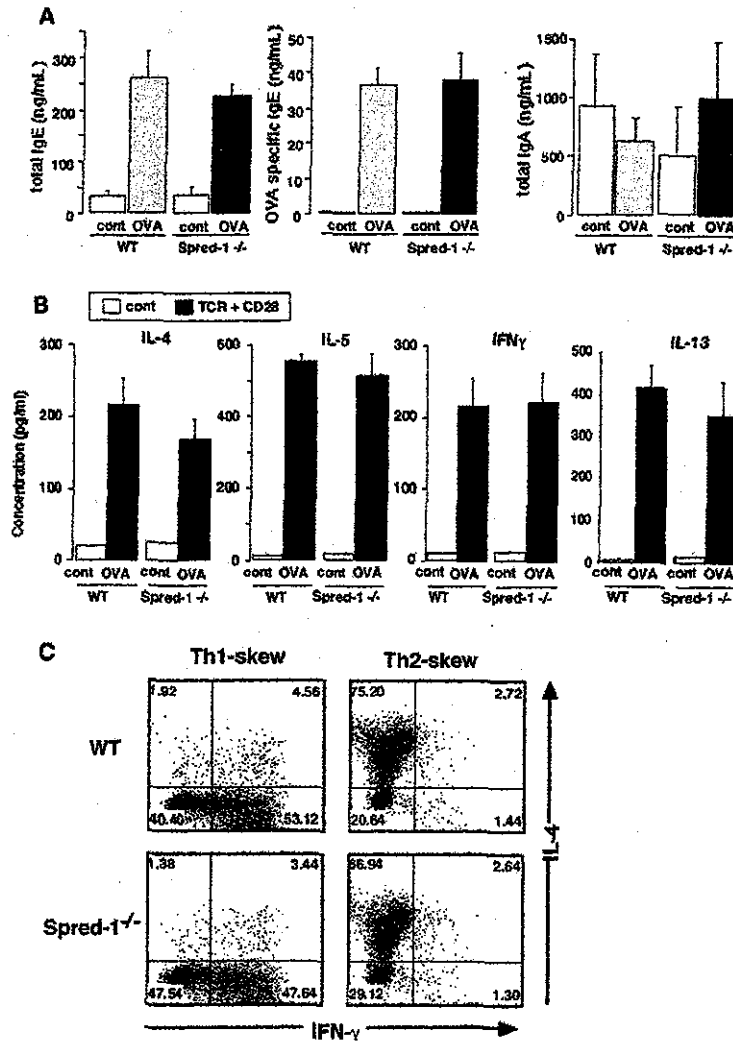 A
total IgE (ng/mL)
300
200
100
0
cont OVA cont OVA
WT Spred-1 -/-
OVA specific IgE (ng/mL)
50
40
30
20
10
0
cont OVA cont OVA
WT Spred-1 -/-
total IgA (ng/mL)
1500
1000
500
0
cont OVA cont OVA
WT Spred-1 -/-
B
cont TCR + CD28
Concentration (pg/ml)
IL-4
300
200
100
0
cont OVA cont OVA
WT Spred-1 -/-
IL-5
600
400
200
0
cont OVA cont OVA
WT Spred-1 -/-
IFNγ
300
200
100
0
cont OVA cont OVA
WT Spred-1 -/-
IL-13
500
400
300
200
100
0
cont OVA cont OVA
WT Spred-1 -/-
C
Th1-skew Th2-skew
WT
1.92 4.56
40.40 53.12
75.20 2.72
20.64 1.44
Spred-1-/-
1.38 3.44
47.54 47.64
66.94 2.64
29.12 1.30
IL-4
IFN-γ